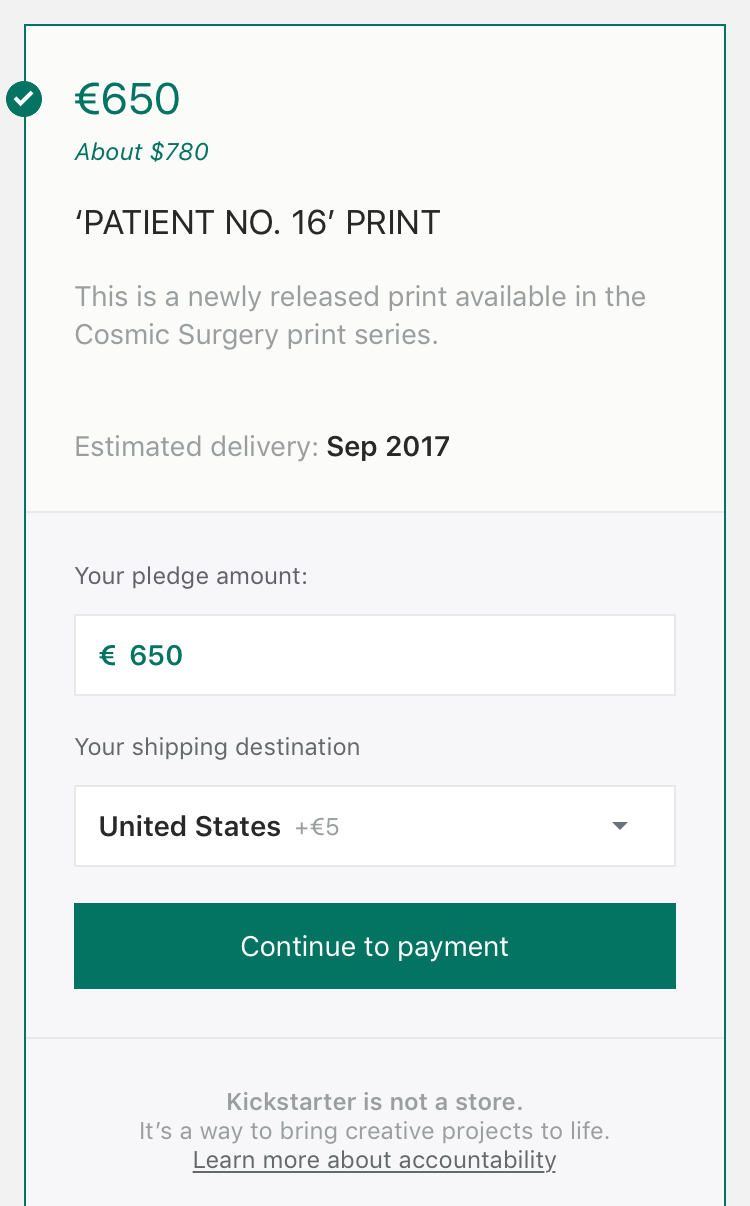 €650
About $780
‘PATIENT NO. 16’ PRINT
This is a newly released print available in the
Cosmic Surgery print series.
Estimated delivery: Sep 2017
Your pledge amount:
€ 650
Your shipping destination
United States +€5
Continue to payment
Kickstarter is not a store.
It’s a way to bring creative projects to life.
Learn more about accountability